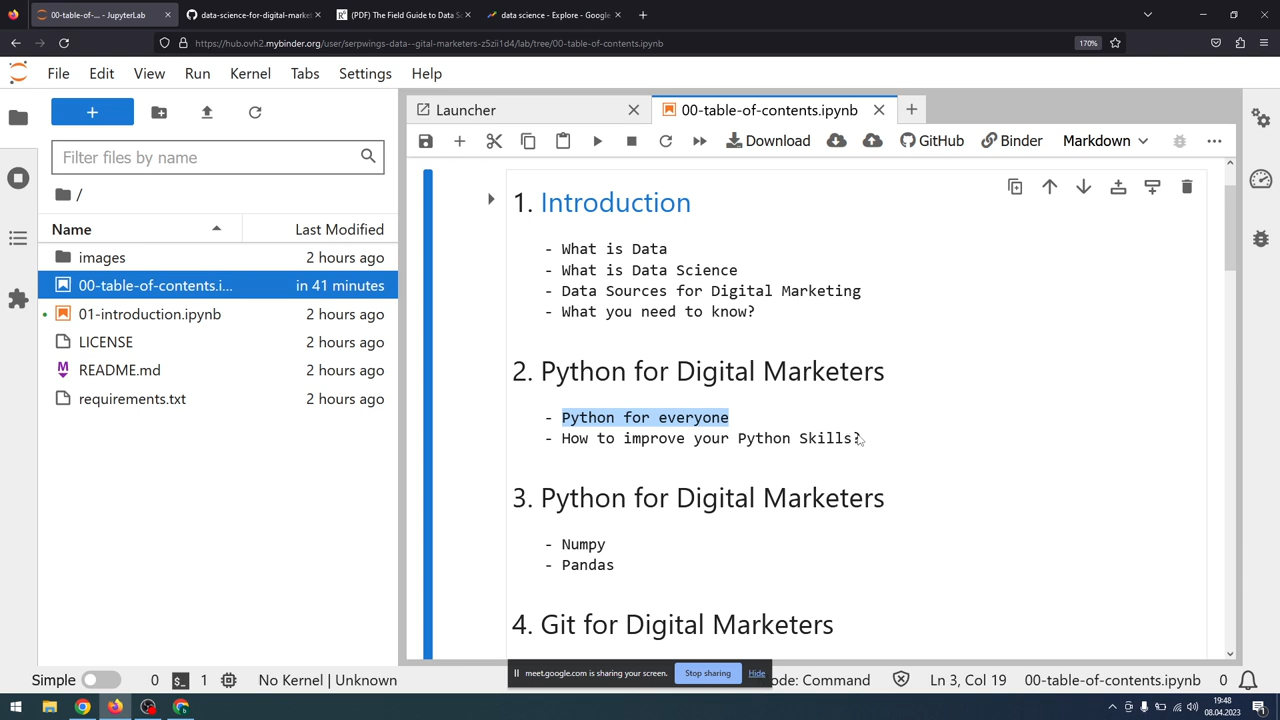 00-table-of-... - JupyterLab
data-science-for-digital-market
(PDF) The Field Guide to Data Sc
data science - Explore - Google
https://hub.ovh2.mybinder.org/user/serpwings-data--gital-marketers-z5zii1d4/lab/tree/00-table-of-contents.ipynb
170%
File Edit View Run Kernel Tabs Settings Help
Launcher
00-table-of-contents.ipynb
Filter files by name
Download
GitHub
Binder
Markdown
/
Name
Last Modified
images 2 hours ago
00-table-of-contents.i... in 41 minutes
01-introduction.ipynb 2 hours ago
LICENSE 2 hours ago
README.md 2 hours ago
requirements.txt 2 hours ago
1. Introduction
- What is Data
- What is Data Science
- Data Sources for Digital Marketing
- What you need to know?
2. Python for Digital Marketers
- Python for everyone
- How to improve your Python Skills?
3. Python for Digital Marketers
- Numpy
- Pandas
4. Git for Digital Marketers
meet.google.com is sharing your screen.
Stop sharing
Hide
Simple
0
1
No Kernel | Unknown
ode: Command
Ln 3, Col 19
00-table-of-contents.ipynb
0
19:48
08.04.2023